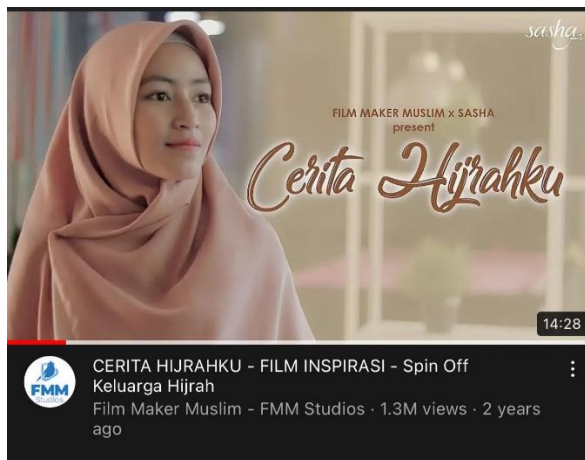 sasha
FILM MAKER MUSLIM x SASHA
present
Cerita Hijrahku
14:28
FMM
Studios
CERITA HIJRAHKU - FILM INSPIRASI - Spin Off
Keluarga Hijrah
Film Maker Muslim - FMM Studios · 1.3M views · 2 years
ago